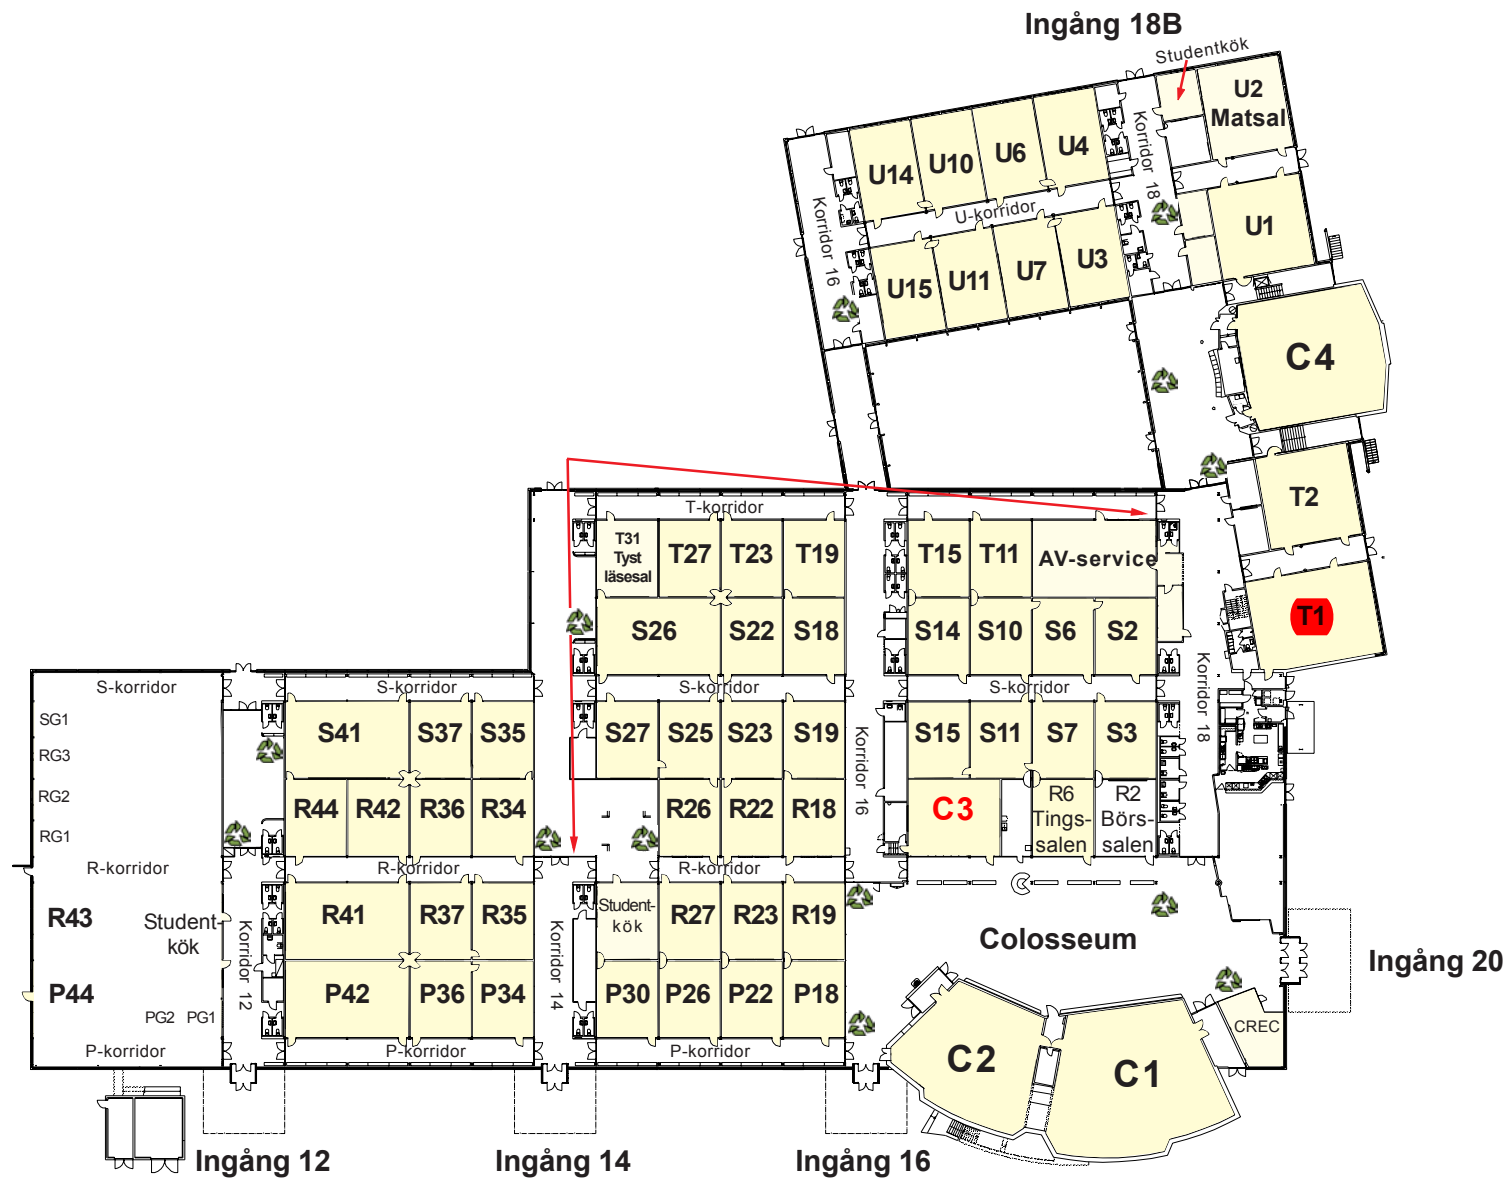 Ingång 18B
Studentkök
U2
Matsal
U14
U10
U6
U4
Korridor 18
Korridor 16
U-korridor
U1
U15
U11
U7
U3
C4
T2
T-korridor
T31
Tyst
läsesal
T27
T23
T19
T15
T11
AV-service
T1
S26
S22
S18
S14
S10
S6
S2
S-korridor
S-korridor
S-korridor
S-korridor
Korridor 18
SG1
RG3
RG2
RG1
S41
S37
S35
S27
S25
S23
S19
Korridor 16
S15
S11
S7
S3
R44
R42
R36
R34
R26
R22
R18
C3
R6
Tings-
salen
R2
Börs-
salen
R-korridor
R-korridor
R-korridor
R43
Student-
kök
Korridor 12
R41
R37
R35
Korridor 14
Student-
kök
R27
R23
R19
Colosseum
Ingång 20
P44
P42
P36
P34
P30
P26
P22
P18
PG2
PG1
CREC
P-korridor
P-korridor
P-korridor
C2
C1
Ingång 12
Ingång 14
Ingång 16